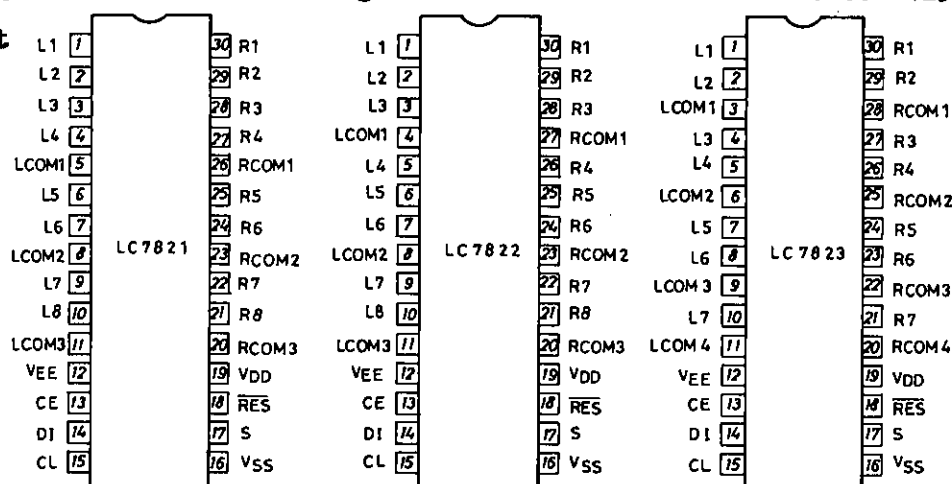 t
L1 1 30 R1 L1 1 30 R1 L1 1 30 R1
L2 2 29 R2 L2 2 29 R2 L2 2 29 R2
L3 3 28 R3 L3 3 28 R3 LCOM1 3 28 RCOM1
L4 4 27 R4 LCOM1 4 27 RCOM1 L3 4 27 R3
LCOM1 5 26 RCOM1 L4 5 26 R4 L4 5 26 R4
L5 6 25 R5 L5 6 25 R5 LCOM2 6 25 RCOM2
L6 7 24 R6 L6 7 24 R6 L5 7 24 R5
LCOM2 8 LC7821 23 RCOM2 LCOM2 8 LC7822 23 RCOM2 L6 8 LC7823 23 R6
L7 9 22 R7 L7 9 22 R7 LCOM3 9 22 RCOM3
L8 10 21 R8 L8 10 21 R8 L7 10 21 R7
LCOM3 11 20 RCOM3 LCOM3 11 20 RCOM3 LCOM4 11 20 RCOM4
VEE 12 19 VDD VEE 12 19 VDD VEE 12 19 VDD
CE 13 18 RES CE 13 18 RES CE 13 18 RES
DI 14 17 S DI 14 17 S DI 14 17 S
CL 15 16 VSS CL 15 16 VSS CL 15 16 VSS